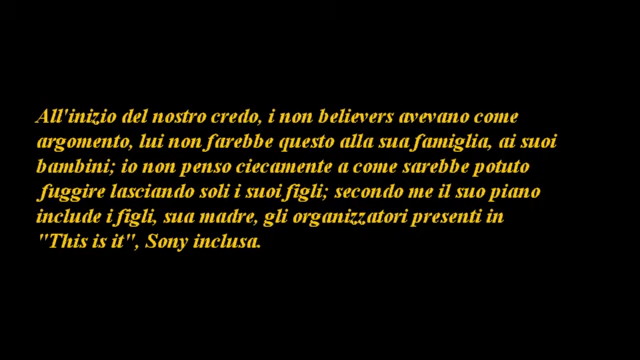 All'inizio del nostro credo, i non believers avevano come
argomento, lui non farebbe questo alla sua famiglia, ai suoi
bambini; io non penso ciecamente a come sarebbe potuto
fuggire lasciando soli i suoi figli; secondo me il suo piano
include i figli, sua madre, gli organizzatori presenti in
"This is it", Sony inclusa.